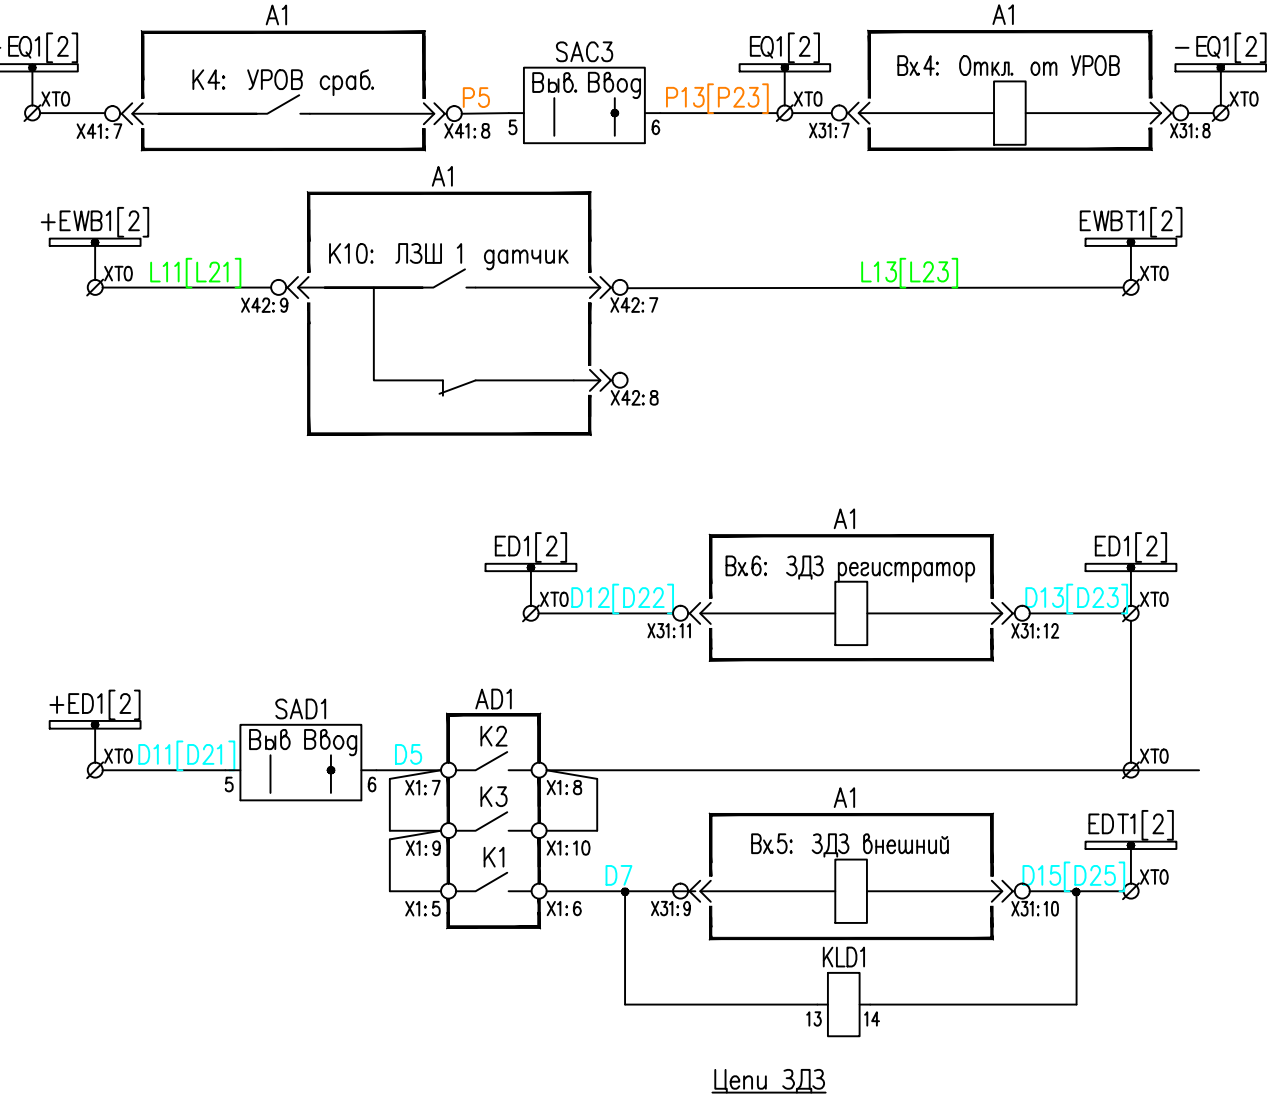 A1 A1
-EQ1[2] SAC3 EQ1[2] -EQ1[2]
K4: УРОВ сраб. Вх.4: Откл. от УРОВ
Выв. Ввод
XT0 P5 P13[P23] XT0 XT0
X41:7 X41:8 5 6 X31:7 X31:8
A1
+EWB1[2] EWBT1[2]
K10: ЛЗШ 1 датчик
L11[L21] XT0 L13[L23] XT0
X42:9 X42:7
X42:8
A1
ED1[2] ED1[2]
Вх.6: ЗДЗ регистратор
XT0 D12[D22] D13[D23] XT0
X31:11 X31:12
+ED1[2] SAD1 AD1
Выв Ввод K2
XT0 D11[D21] D5 XT0
5 6 X1:7 X1:8
K3 A1
EDT1[2]
X1:9 X1:10 Вх.5: ЗДЗ внешний
K1
D7 D15[D25] XT0
X1:5 X1:6 X31:9 X31:10
KLD1
13 14
Цепи ЗДЗ